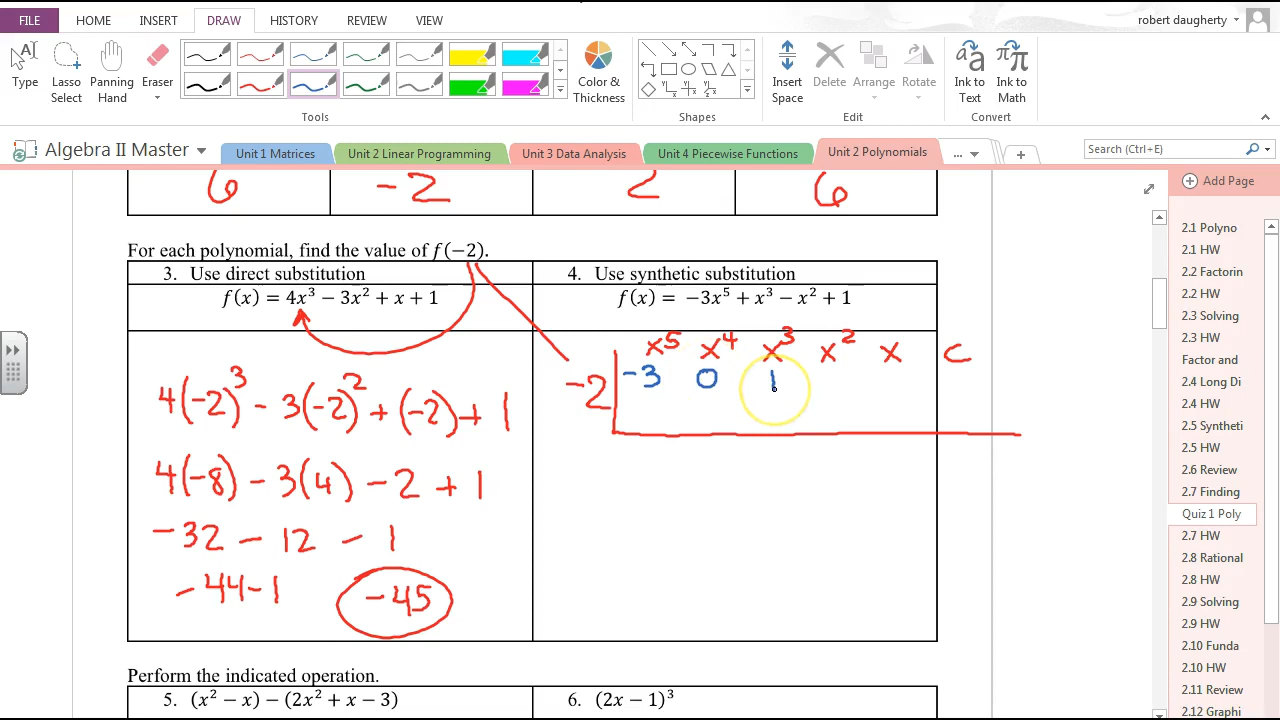 FILE HOME INSERT DRAW HISTORY REVIEW VIEW robert daugherty
Type Lasso Select Panning Hand Eraser Color & Thickness Insert Space Delete Arrange Rotate Ink to Text Ink to Math
Tools Shapes Edit Convert
Algebra II Master Unit 1 Matrices Unit 2 Linear Programming Unit 3 Data Analysis Unit 4 Piecewise Functions Unit 2 Polynomials ... Search (Ctrl+E)
Add Page
2.1 Polyno
2.1 HW
2.2 Factorin
2.2 HW
2.3 Solving
2.3 HW
Factor and
2.4 Long Di
2.4 HW
2.5 Syntheti
2.5 HW
2.6 Review
2.7 Finding
Quiz 1 Poly
2.7 HW
2.8 Rational
2.8 HW
2.9 Solving
2.9 HW
2.10 Funda
2.10 HW
2.11 Review
2.12 Graphi
6 -2 2 6
For each polynomial, find the value of f(−2).
3. Use direct substitution
f(x) = 4x³ − 3x² + x + 1
4(-2)³ - 3(-2)² + (-2) + 1
4(-8) - 3(4) - 2 + 1
-32 - 12 - 1
-44-1 -45
4. Use synthetic substitution
f(x) = −3x⁵ + x³ − x² + 1
x⁵ x⁴ x³ x² x c
-2 -3 0 1
Perform the indicated operation.
5. (x² − x) − (2x² + x − 3)
6. (2x − 1)³